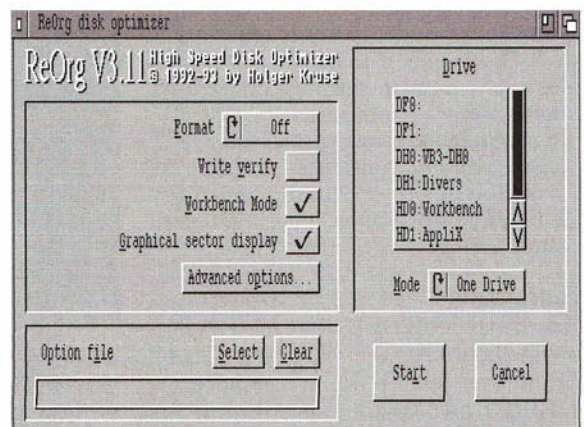 ReOrg disk optimizer
ReOrg V3.11 High Speed Disk Optimizer
© 1992-93 by Holger Kruse
Format Off
Write verify
Workbench Mode
Graphical sector display
Advanced options...
Option file Select Clear
Drive
DF0:
DF1:
DH0:WB3-DH0
DH1:Divers
HD0:Workbench
HD1:AppliX
Mode One Drive
Start Cancel